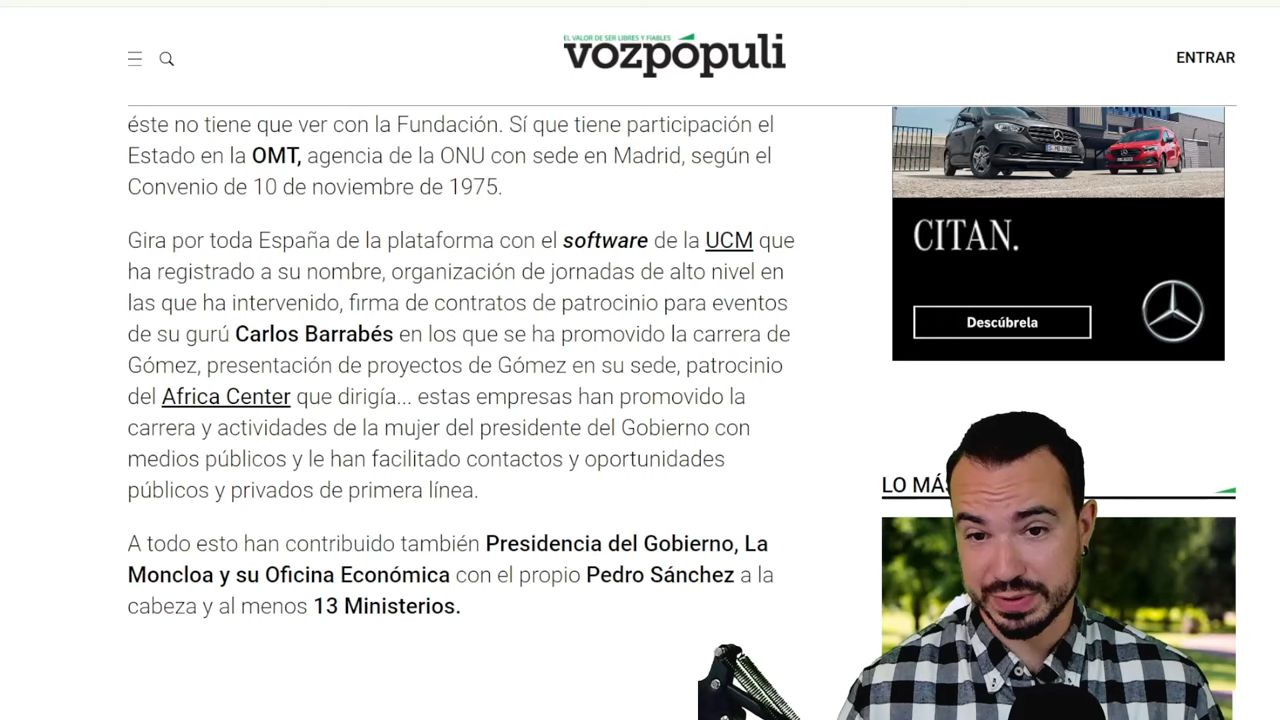 EL VALOR DE SER LIBRES Y FIABLES
vozpópuli
ENTRAR
éste no tiene que ver con la Fundación. Sí que tiene participación el
Estado en la OMT, agencia de la ONU con sede en Madrid, según el
Convenio de 10 de noviembre de 1975.
Gira por toda España de la plataforma con el software de la UCM que
ha registrado a su nombre, organización de jornadas de alto nivel en
las que ha intervenido, firma de contratos de patrocinio para eventos
de su gurú Carlos Barrabés en los que se ha promovido la carrera de
Gómez, presentación de proyectos de Gómez en su sede, patrocinio
del Africa Center que dirigía... estas empresas han promovido la
carrera y actividades de la mujer del presidente del Gobierno con
medios públicos y le han facilitado contactos y oportunidades
públicos y privados de primera línea.
A todo esto han contribuido también Presidencia del Gobierno, La
Moncloa y su Oficina Económica con el propio Pedro Sánchez a la
cabeza y al menos 13 Ministerios.
CITAN.
Descúbrela
LO MÁS